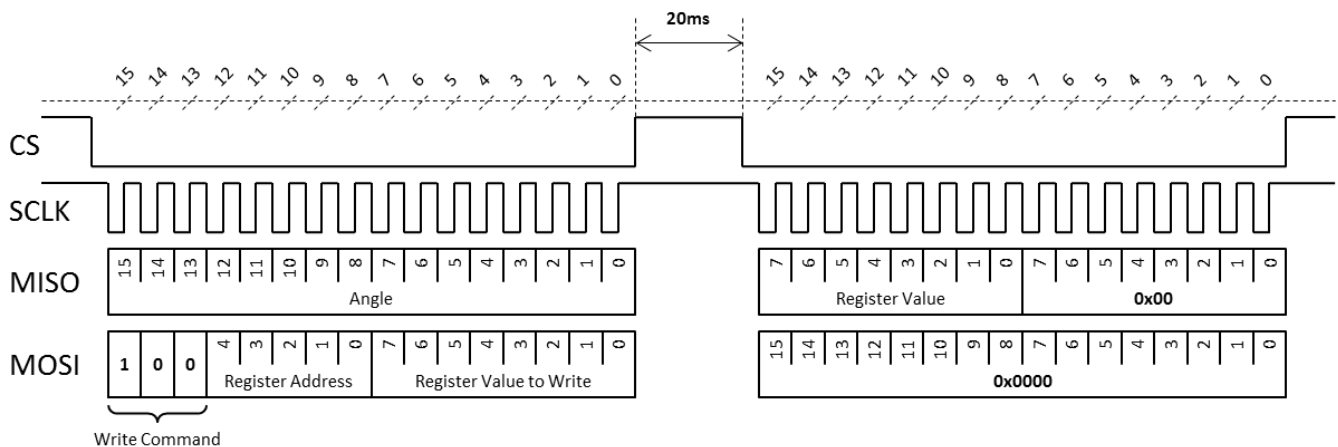 20ms
15 14 13 12 11 10 9 8 7 6 5 4 3 2 1 0 15 14 13 12 11 10 9 8 7 6 5 4 3 2 1 0
CS
SCLK
MISO 15 14 13 12 11 10 9 8 7 6 5 4 3 2 1 0 7 6 5 4 3 2 1 0 7 6 5 4 3 2 1 0
Angle Register Value 0x00
MOSI 1 0 0 4 3 2 1 0 7 6 5 4 3 2 1 0 15 14 13 12 11 10 9 8 7 6 5 4 3 2 1 0
Register Address Register Value to Write 0x0000
Write Command